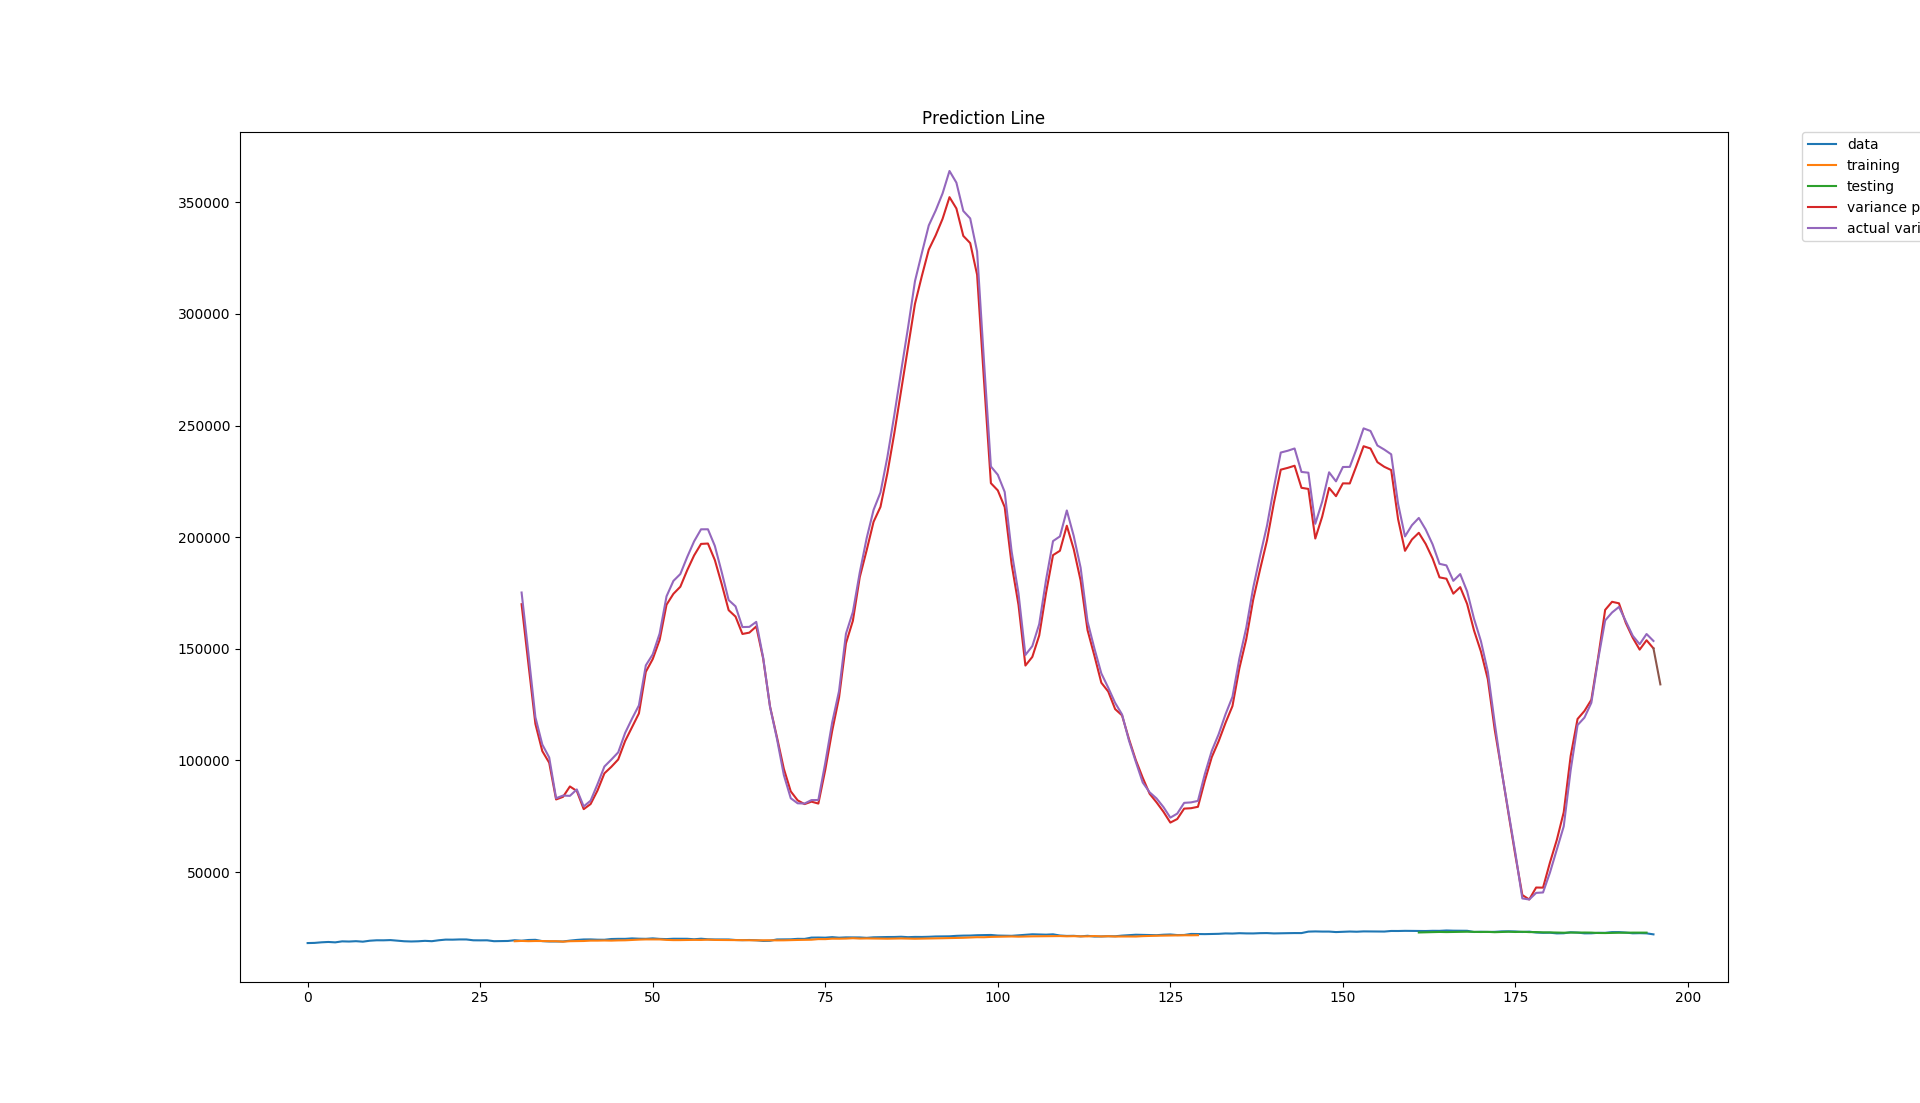 Prediction Line
350000
300000
250000
200000
150000
100000
50000
0 25 50 75 100 125 150 175 200
data
training
testing
variance p
actual vari